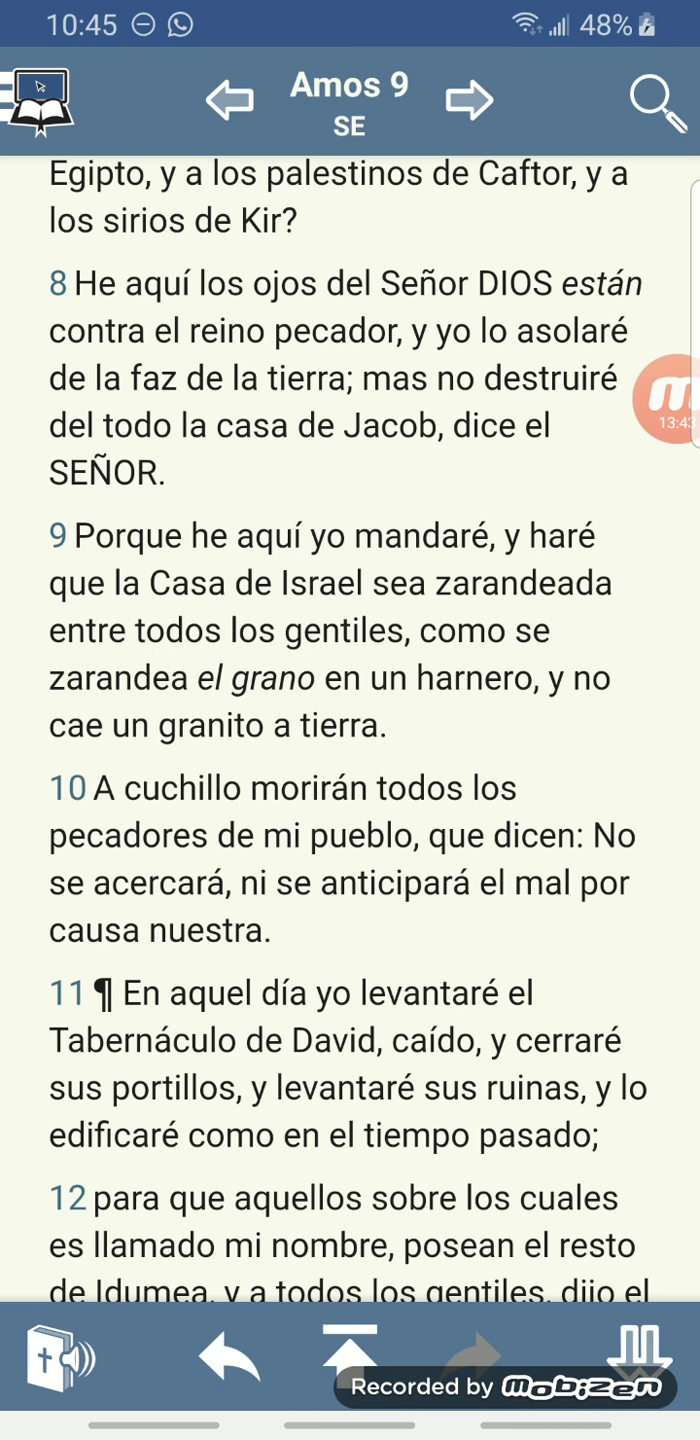 10:45 48%
Amos 9
SE
Egipto, y a los palestinos de Caftor, y a
los sirios de Kir?
8 He aquí los ojos del Señor DIOS están
contra el reino pecador, y yo lo asolaré
de la faz de la tierra; mas no destruiré
del todo la casa de Jacob, dice el
SEÑOR.
13:43
9 Porque he aquí yo mandaré, y haré
que la Casa de Israel sea zarandeada
entre todos los gentiles, como se
zarandea el grano en un harnero, y no
cae un granito a tierra.
10 A cuchillo morirán todos los
pecadores de mi pueblo, que dicen: No
se acercará, ni se anticipará el mal por
causa nuestra.
11 ¶ En aquel día yo levantaré el
Tabernáculo de David, caído, y cerraré
sus portillos, y levantaré sus ruinas, y lo
edificaré como en el tiempo pasado;
12 para que aquellos sobre los cuales
es llamado mi nombre, posean el resto
de Idumea, y a todos los gentiles, dijo el
Recorded by Mobizen